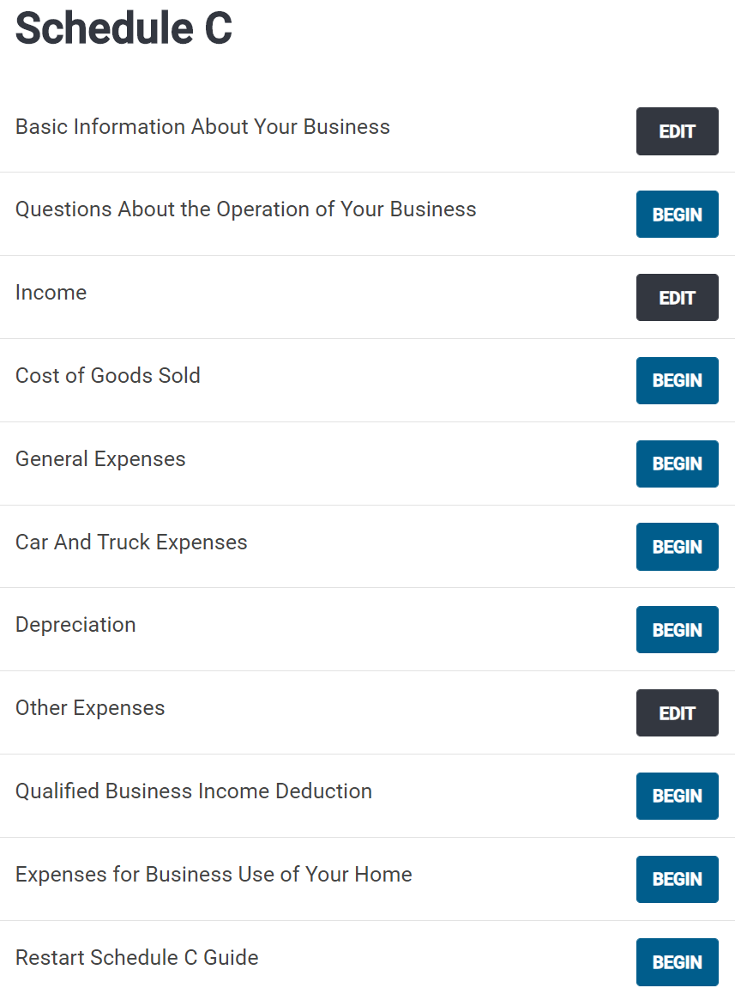 Schedule C
Basic Information About Your Business EDIT
Questions About the Operation of Your Business BEGIN
Income EDIT
Cost of Goods Sold BEGIN
General Expenses BEGIN
Car And Truck Expenses BEGIN
Depreciation BEGIN
Other Expenses EDIT
Qualified Business Income Deduction BEGIN
Expenses for Business Use of Your Home BEGIN
Restart Schedule C Guide BEGIN